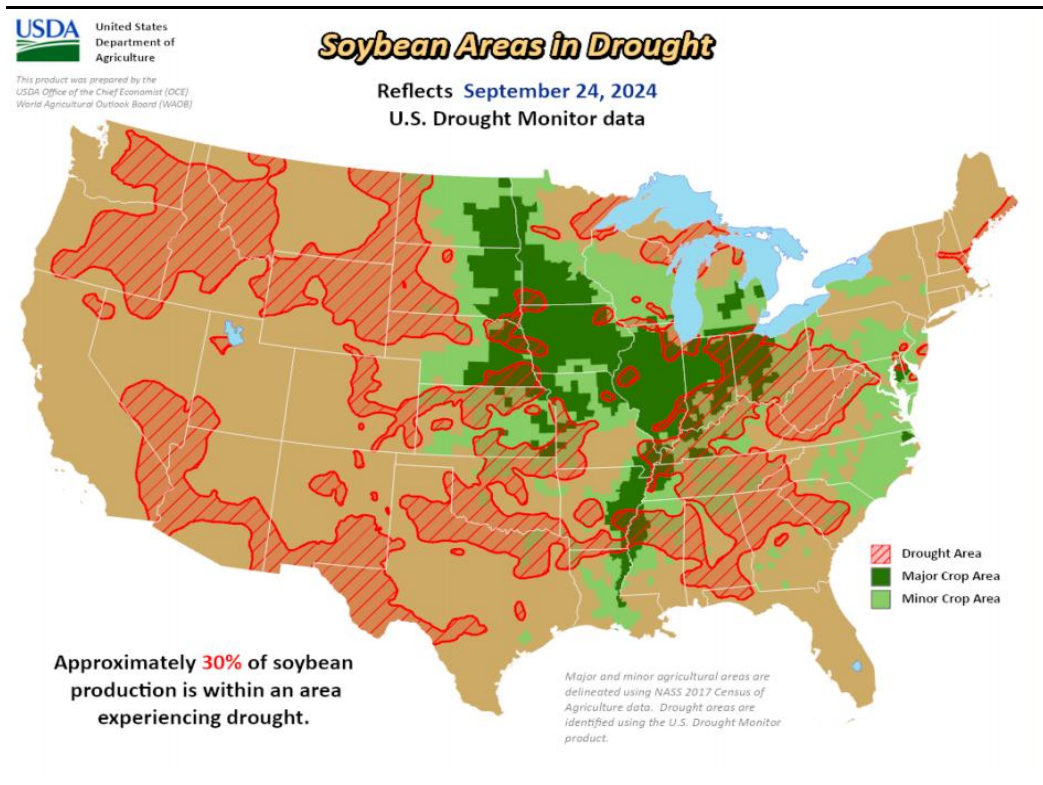 USDA
United States
Department of
Agriculture
This product was prepared by the
USDA Office of the Chief Economist (OCE)
World Agricultural Outlook Board (WAOB)
Soybean Areas in Drought
Reflects September 24, 2024
U.S. Drought Monitor data
Drought Area
Major Crop Area
Minor Crop Area
Approximately 30% of soybean
production is within an area
experiencing drought.
Major and minor agricultural areas are
delineated using NASS 2017 Census of
Agriculture data. Drought areas are
identified using the U.S. Drought Monitor
product.